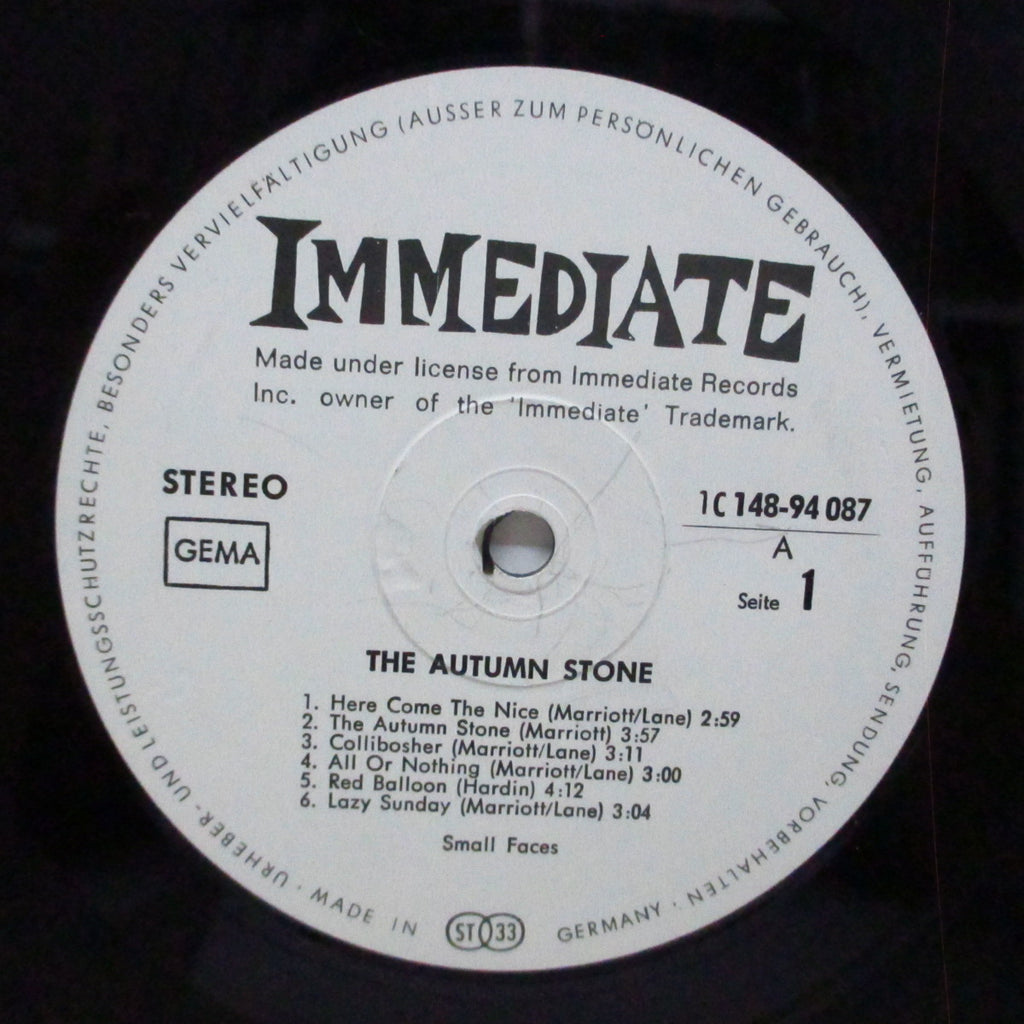 IMMEDIATE
Made under license from Immediate Records
Inc. owner of the 'Immediate' Trademark.
STEREO
GEMA
1C 148-94 087
A
Seite 1
THE AUTUMN STONE
1. Here Come The Nice (Marriott/Lane) 2:59
2. The Autumn Stone (Marriott) 3:57
3. Collibosher (Marriott/Lane) 3:11
4. All Or Nothing (Marriott/Lane) 3:00
5. Red Balloon (Hardin) 4:12
6. Lazy Sunday (Marriott/Lane) 3:04
Small Faces
URHEBER- UND LEISTUNGSSCHUTZRECHTE, BESONDERS VERVIELFÄLTIGUNG (AUSSER ZUM PERSÖNLICHEN GEBRAUCH), VERMIETUNG, AUFFÜHRUNG, SENDUNG, VORBEHALTEN ·
MADE IN ST 33 GERMANY ·